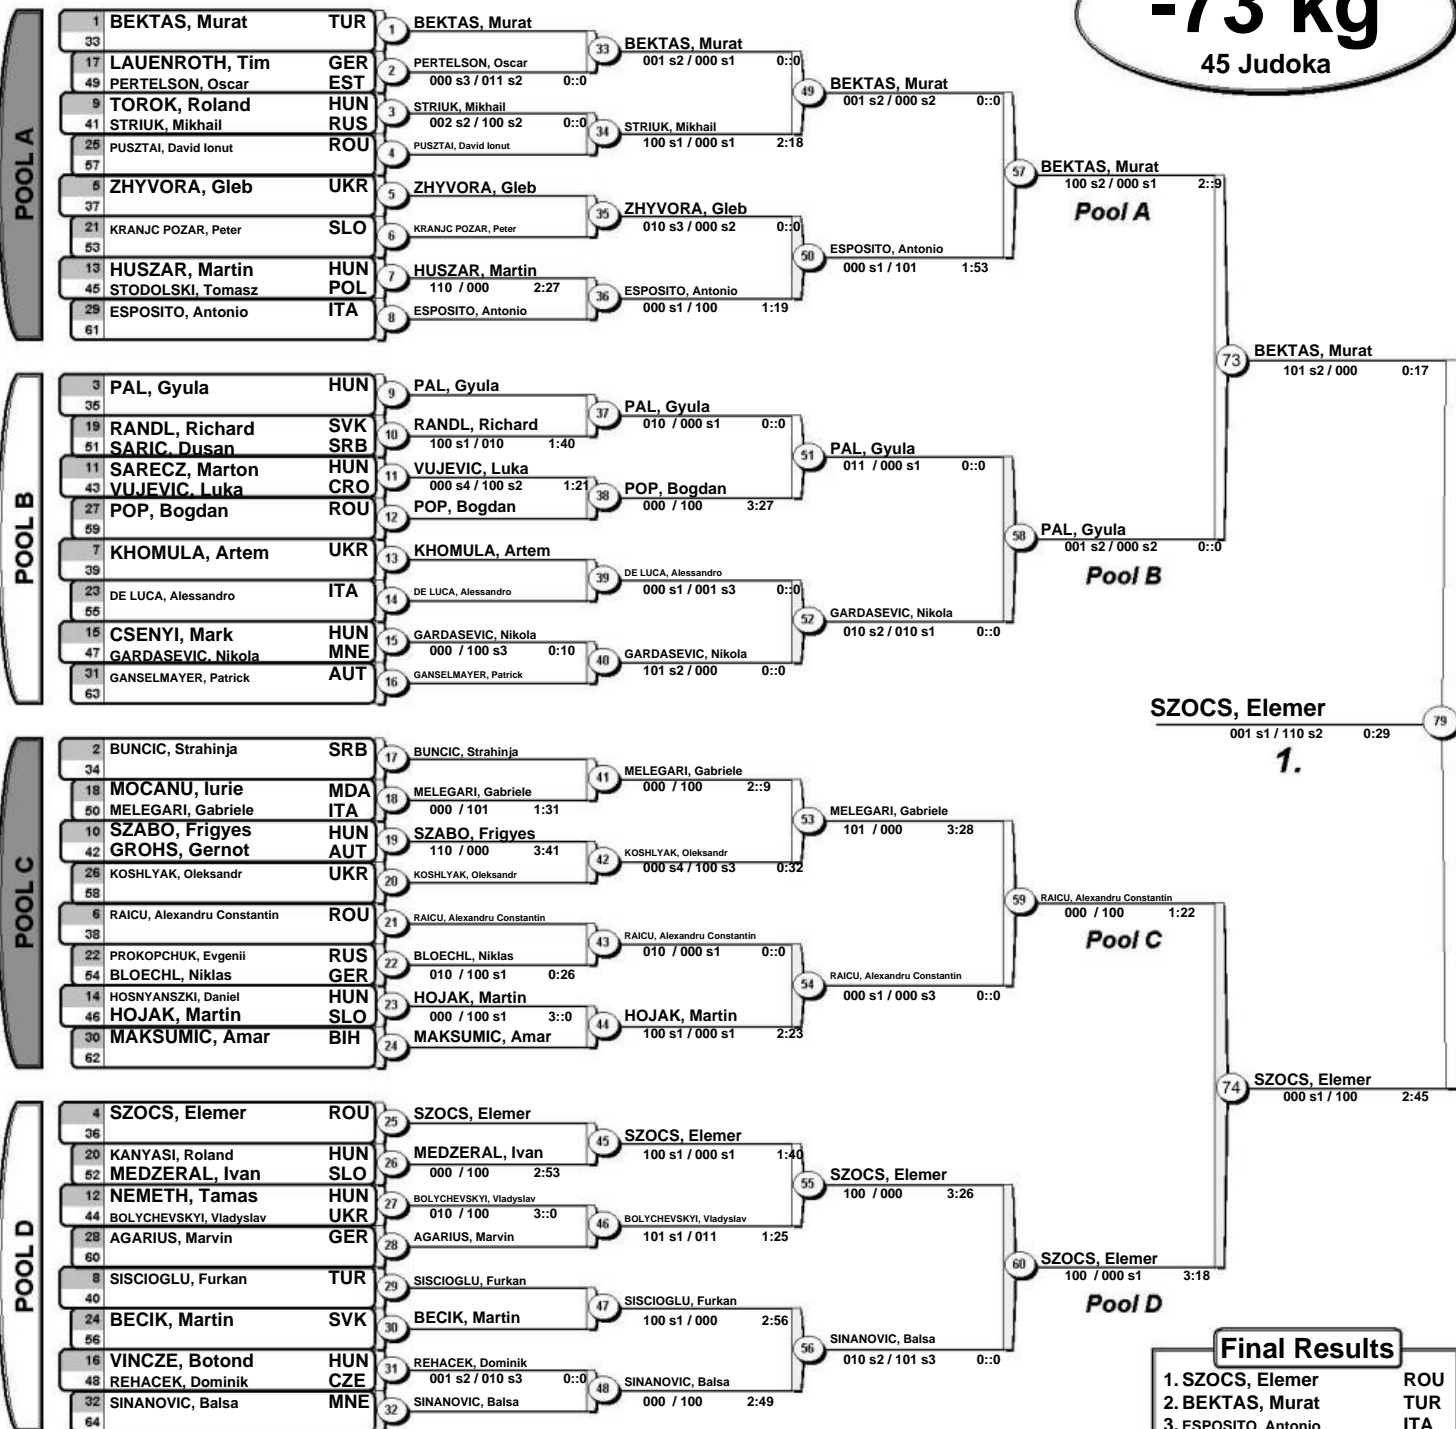 -73 kg
45 Judoka
POOL A
1 BEKTAS, Murat TUR
33
17 LAUENROTH, Tim GER
49 PERTELSON, Oscar EST
9 TOROK, Roland HUN
41 STRIUK, Mikhail RUS
25 PUSZTAI, David Ionut ROU
57
5 ZHYVORA, Gleb UKR
37
21 KRANJC POZAR, Peter SLO
53
13 HUSZAR, Martin HUN
45 STODOLSKI, Tomasz POL
29 ESPOSITO, Antonio ITA
61
1 BEKTAS, Murat
2 PERTELSON, Oscar
000 s3 / 011 s2 0::0
3 STRIUK, Mikhail
002 s2 / 100 s2 0::0
4 PUSZTAI, David Ionut
5 ZHYVORA, Gleb
6 KRANJC POZAR, Peter
7 HUSZAR, Martin
110 / 000 2:27
8 ESPOSITO, Antonio
33 BEKTAS, Murat
001 s2 / 000 s1 0::0
34 STRIUK, Mikhail
100 s1 / 000 s1 2:18
35 ZHYVORA, Gleb
010 s3 / 000 s2 0::0
36 ESPOSITO, Antonio
000 s1 / 100 1:19
49 BEKTAS, Murat
001 s2 / 000 s2 0::0
50 ESPOSITO, Antonio
000 s1 / 101 1:53
57 BEKTAS, Murat
100 s2 / 000 s1 2::9
Pool A
POOL B
3 PAL, Gyula HUN
35
19 RANDL, Richard SVK
51 SARIC, Dusan SRB
11 SARECZ, Marton HUN
43 VUJEVIC, Luka CRO
27 POP, Bogdan ROU
59
7 KHOMULA, Artem UKR
39
23 DE LUCA, Alessandro ITA
55
15 CSENYI, Mark HUN
47 GARDASEVIC, Nikola MNE
31 GANSELMAYER, Patrick AUT
63
9 PAL, Gyula
10 RANDL, Richard
100 s1 / 010 1:40
11 VUJEVIC, Luka
000 s4 / 100 s2 1:21
12 POP, Bogdan
13 KHOMULA, Artem
14 DE LUCA, Alessandro
15 GARDASEVIC, Nikola
000 / 100 s3 0:10
16 GANSELMAYER, Patrick
37 PAL, Gyula
010 / 000 s1 0::0
38 POP, Bogdan
000 / 100 3:27
39 DE LUCA, Alessandro
000 s1 / 001 s3 0::0
40 GARDASEVIC, Nikola
101 s2 / 000 0::0
51 PAL, Gyula
011 / 000 s1 0::0
52 GARDASEVIC, Nikola
010 s2 / 010 s1 0::0
58 PAL, Gyula
001 s2 / 000 s2 0::0
Pool B
73 BEKTAS, Murat
101 s2 / 000 0:17
SZOCS, Elemer
79
001 s1 / 110 s2 0:29
1.
POOL C
2 BUNCIC, Strahinja SRB
34
18 MOCANU, Iurie MDA
50 MELEGARI, Gabriele ITA
10 SZABO, Frigyes HUN
42 GROHS, Gernot AUT
26 KOSHLYAK, Oleksandr UKR
58
6 RAICU, Alexandru Constantin ROU
38
22 PROKOPCHUK, Evgenii RUS
54 BLOECHL, Niklas GER
14 HOSNYANSZKI, Daniel HUN
46 HOJAK, Martin SLO
30 MAKSUMIC, Amar BIH
62
17 BUNCIC, Strahinja
18 MELEGARI, Gabriele
000 / 101 1:31
19 SZABO, Frigyes
110 / 000 3:41
20 KOSHLYAK, Oleksandr
21 RAICU, Alexandru Constantin
22 BLOECHL, Niklas
010 / 100 s1 0:26
23 HOJAK, Martin
000 / 100 s1 3::0
24 MAKSUMIC, Amar
41 MELEGARI, Gabriele
000 / 100 2::9
42 KOSHLYAK, Oleksandr
000 s4 / 100 s3 0:32
43 RAICU, Alexandru Constantin
010 / 000 s1 0::0
44 HOJAK, Martin
100 s1 / 000 s1 2:23
53 MELEGARI, Gabriele
101 / 000 3:28
54 RAICU, Alexandru Constantin
000 s1 / 000 s3 0::0
59 RAICU, Alexandru Constantin
000 / 100 1:22
Pool C
POOL D
4 SZOCS, Elemer ROU
36
20 KANYASI, Roland HUN
52 MEDZERAL, Ivan SLO
12 NEMETH, Tamas HUN
44 BOLYCHEVSKYI, Vladyslav UKR
28 AGARIUS, Marvin GER
60
8 SISCIOGLU, Furkan TUR
40
24 BECIK, Martin SVK
56
16 VINCZE, Botond HUN
48 REHACEK, Dominik CZE
32 SINANOVIC, Balsa MNE
64
25 SZOCS, Elemer
26 MEDZERAL, Ivan
000 / 100 2:53
27 BOLYCHEVSKYI, Vladyslav
010 / 100 3::0
28 AGARIUS, Marvin
29 SISCIOGLU, Furkan
30 BECIK, Martin
31 REHACEK, Dominik
001 s2 / 010 s3 0::0
32 SINANOVIC, Balsa
45 SZOCS, Elemer
100 s1 / 000 s1 1:40
46 BOLYCHEVSKYI, Vladyslav
101 s1 / 011 1:25
47 SISCIOGLU, Furkan
100 s1 / 000 2:56
48 SINANOVIC, Balsa
000 / 100 2:49
55 SZOCS, Elemer
100 / 000 3:26
56 SINANOVIC, Balsa
010 s2 / 101 s3 0::0
60 SZOCS, Elemer
100 / 000 s1 3:18
Pool D
74 SZOCS, Elemer
000 s1 / 100 2:45
Final Results
1. SZOCS, Elemer ROU
2. BEKTAS, Murat TUR
3. ESPOSITO, Antonio ITA